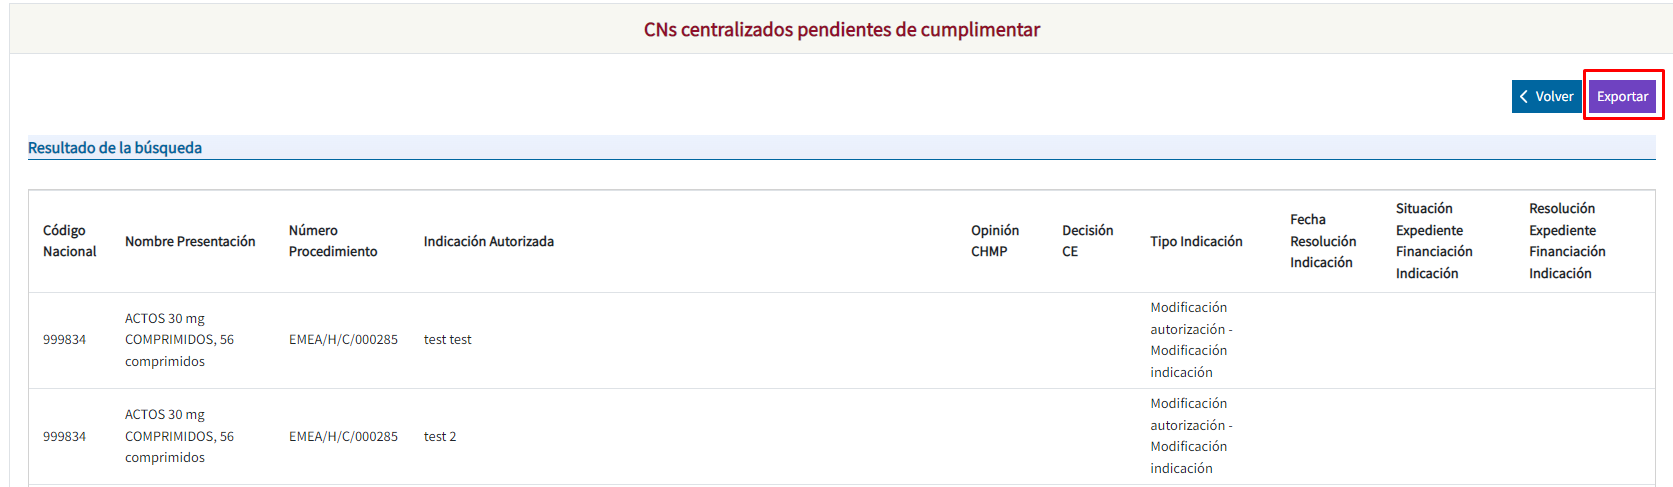 CNs centralizados pendientes de cumplimentar
Volver
Exportar
Resultado de la búsqueda
Código
Nacional
Nombre Presentación
Número
Procedimiento
Indicación Autorizada
Opinión
CHMP
Decisión
CE
Tipo Indicación
Fecha
Resolución
Indicación
Situación
Expediente
Financiación
Indicación
Resolución
Expediente
Financiación
Indicación
999834
ACTOS 30 mg
COMPRIMIDOS, 56
comprimidos
EMEA/H/C/000285
test test
Modificación
autorización -
Modificación
indicación
999834
ACTOS 30 mg
COMPRIMIDOS, 56
comprimidos
EMEA/H/C/000285
test 2
Modificación
autorización -
Modificación
indicación